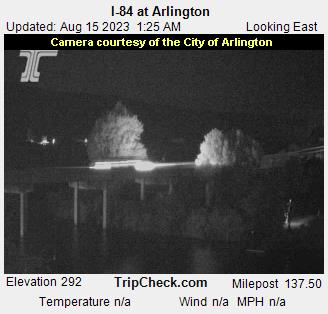 I-84 at Arlington
Updated: Aug 15 2023 1:25 AM Looking East
Camera courtesy of the City of Arlington
Elevation 292 TripCheck.com Milepost 137.50
Temperature n/a Wind n/a MPH n/a